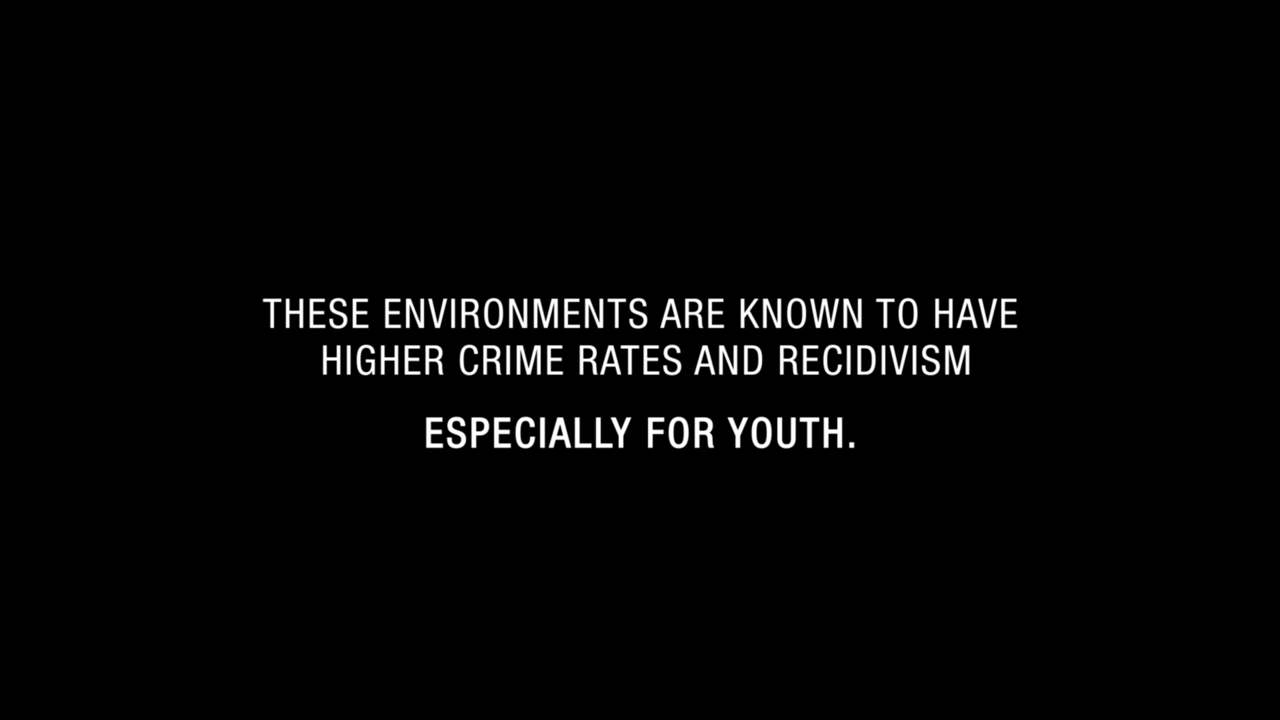 THESE ENVIRONMENTS ARE KNOWN TO HAVE
HIGHER CRIME RATES AND RECIDIVISM
ESPECIALLY FOR YOUTH.